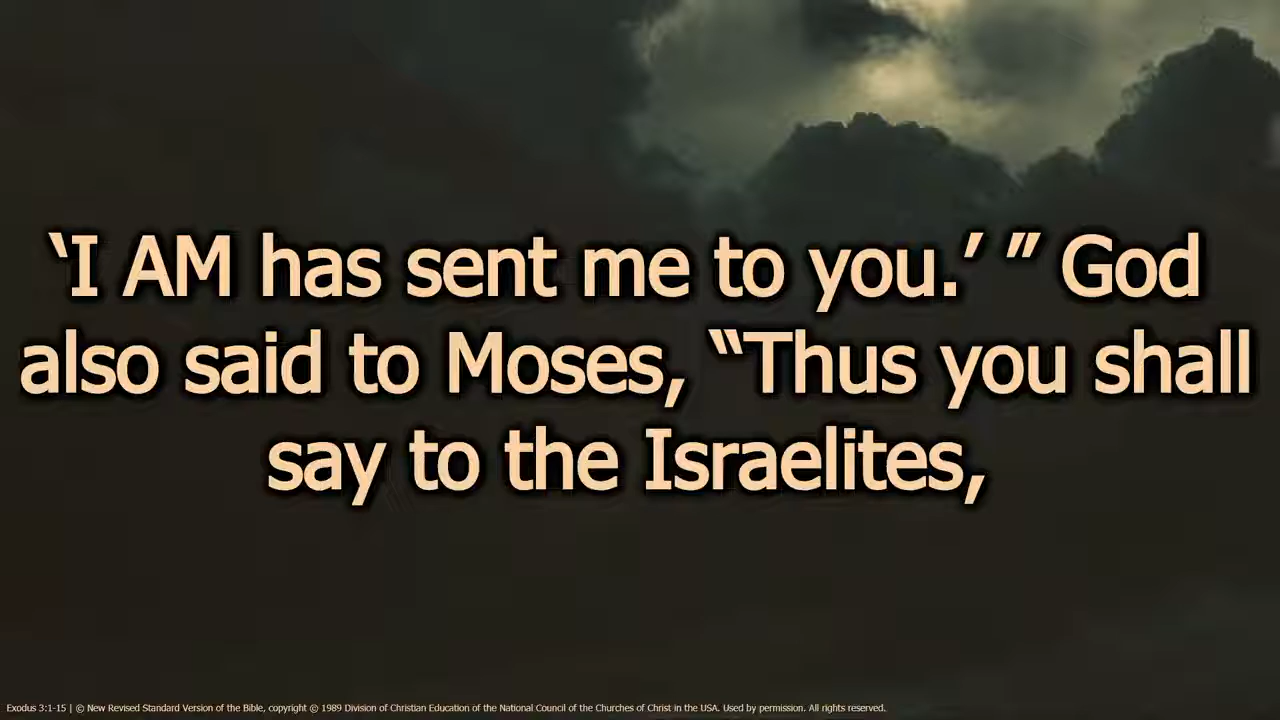 ‘I AM has sent me to you.’ ” God
also said to Moses, “Thus you shall
say to the Israelites,
Exodus 3:1-15 | © New Revised Standard Version of the Bible, copyright © 1989 Division of Christian Education of the National Council of the Churches of Christ in the USA. Used by permission. All rights reserved.